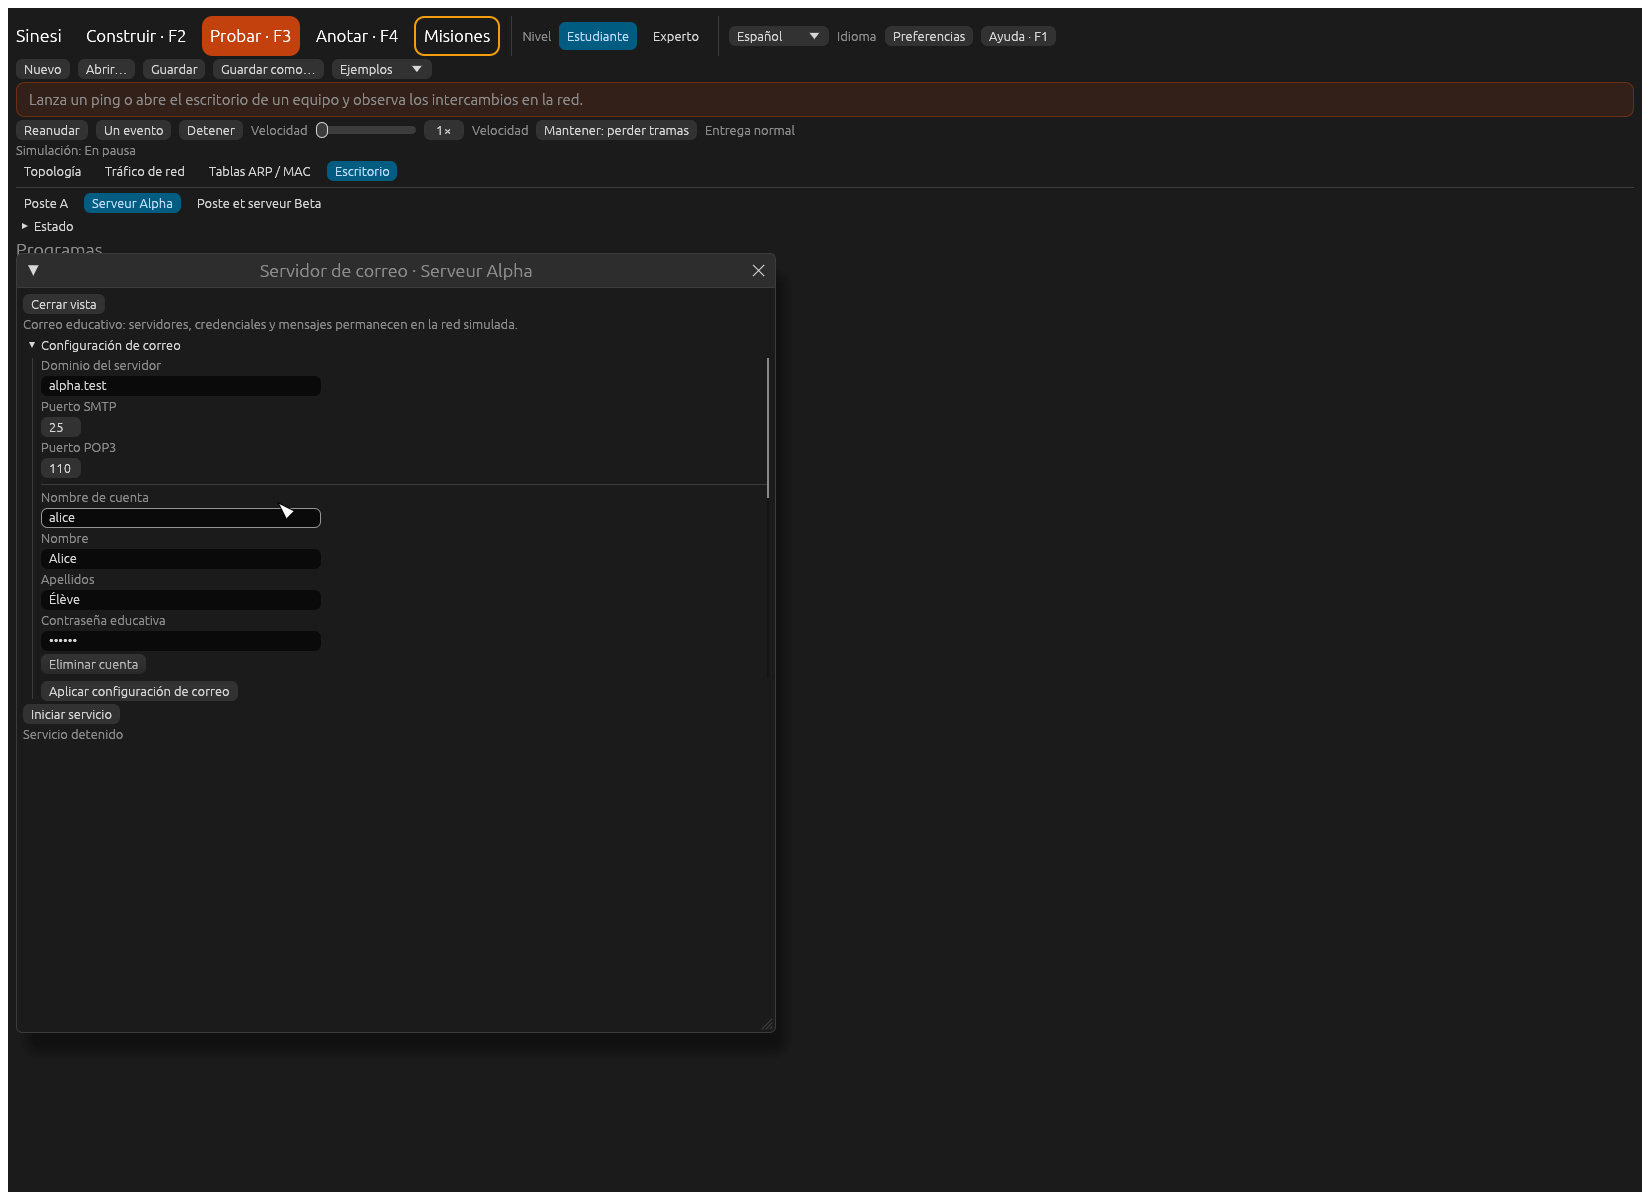 Sinesi Construir · F2 Probar · F3 Anotar · F4 Misiones Nivel Estudiante Experto Español Idioma Preferencias Ayuda · F1
Nuevo Abrir... Guardar Guardar como... Ejemplos
Lanza un ping o abre el escritorio de un equipo y observa los intercambios en la red.
Reanudar Un evento Detener Velocidad 1× Velocidad Mantener: perder tramas Entrega normal
Simulación: En pausa
Topología Tráfico de red Tablas ARP / MAC Escritorio
Poste A Serveur Alpha Poste et serveur Beta
Estado
Programas
Servidor de correo · Serveur Alpha
Cerrar vista
Correo educativo: servidores, credenciales y mensajes permanecen en la red simulada.
Configuración de correo
Dominio del servidor
alpha.test
Puerto SMTP
25
Puerto POP3
110
Nombre de cuenta
alice
Nombre
Alice
Apellidos
Élève
Contraseña educativa
••••••
Eliminar cuenta
Aplicar configuración de correo
Iniciar servicio
Servicio detenido